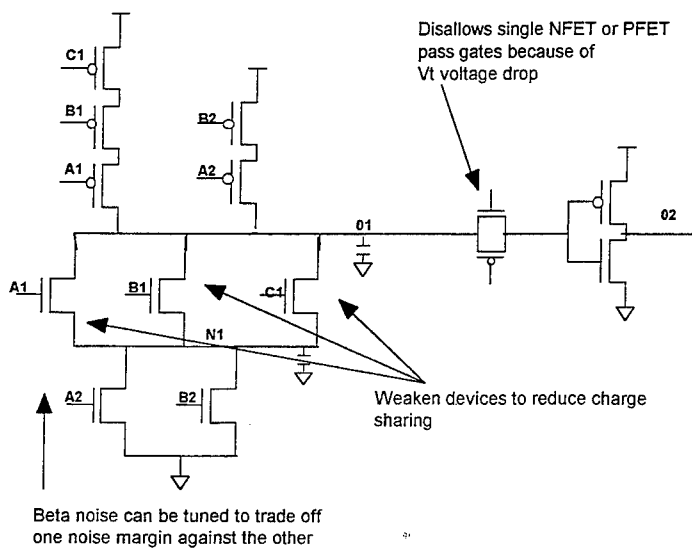 Disallows single NFET or PFET
pass gates because of
Vt voltage drop
C1
B1
A1
B2
A2
01
02
A1
B1
C1
N1
A2
B2
Weaken devices to reduce charge
sharing
Beta noise can be tuned to trade off
one noise margin against the other